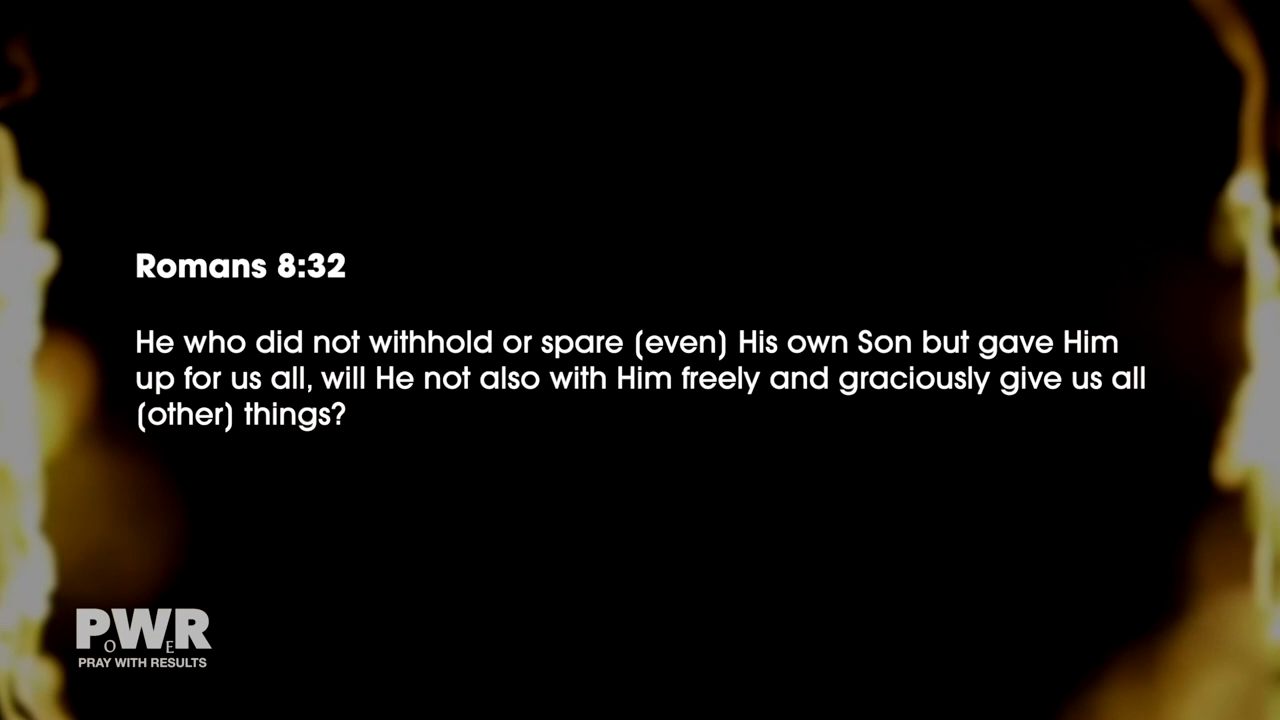 Romans 8:32
He who did not withhold or spare (even) His own Son but gave Him
up for us all, will He not also with Him freely and graciously give us all
(other) things?
POWER
PRAY WITH RESULTS